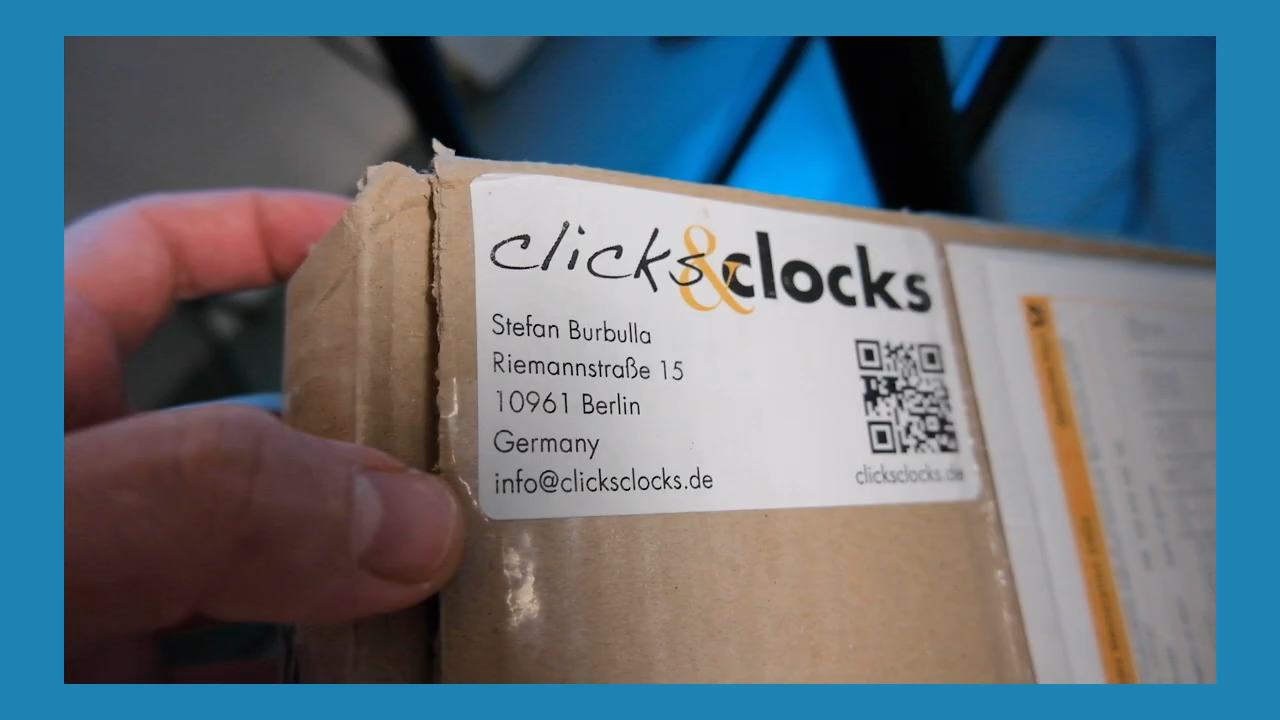 clicks&clocks
Stefan Burbulla
Riemannstraße 15
10961 Berlin
Germany
info@clicksclocks.de
clicksclocks.de